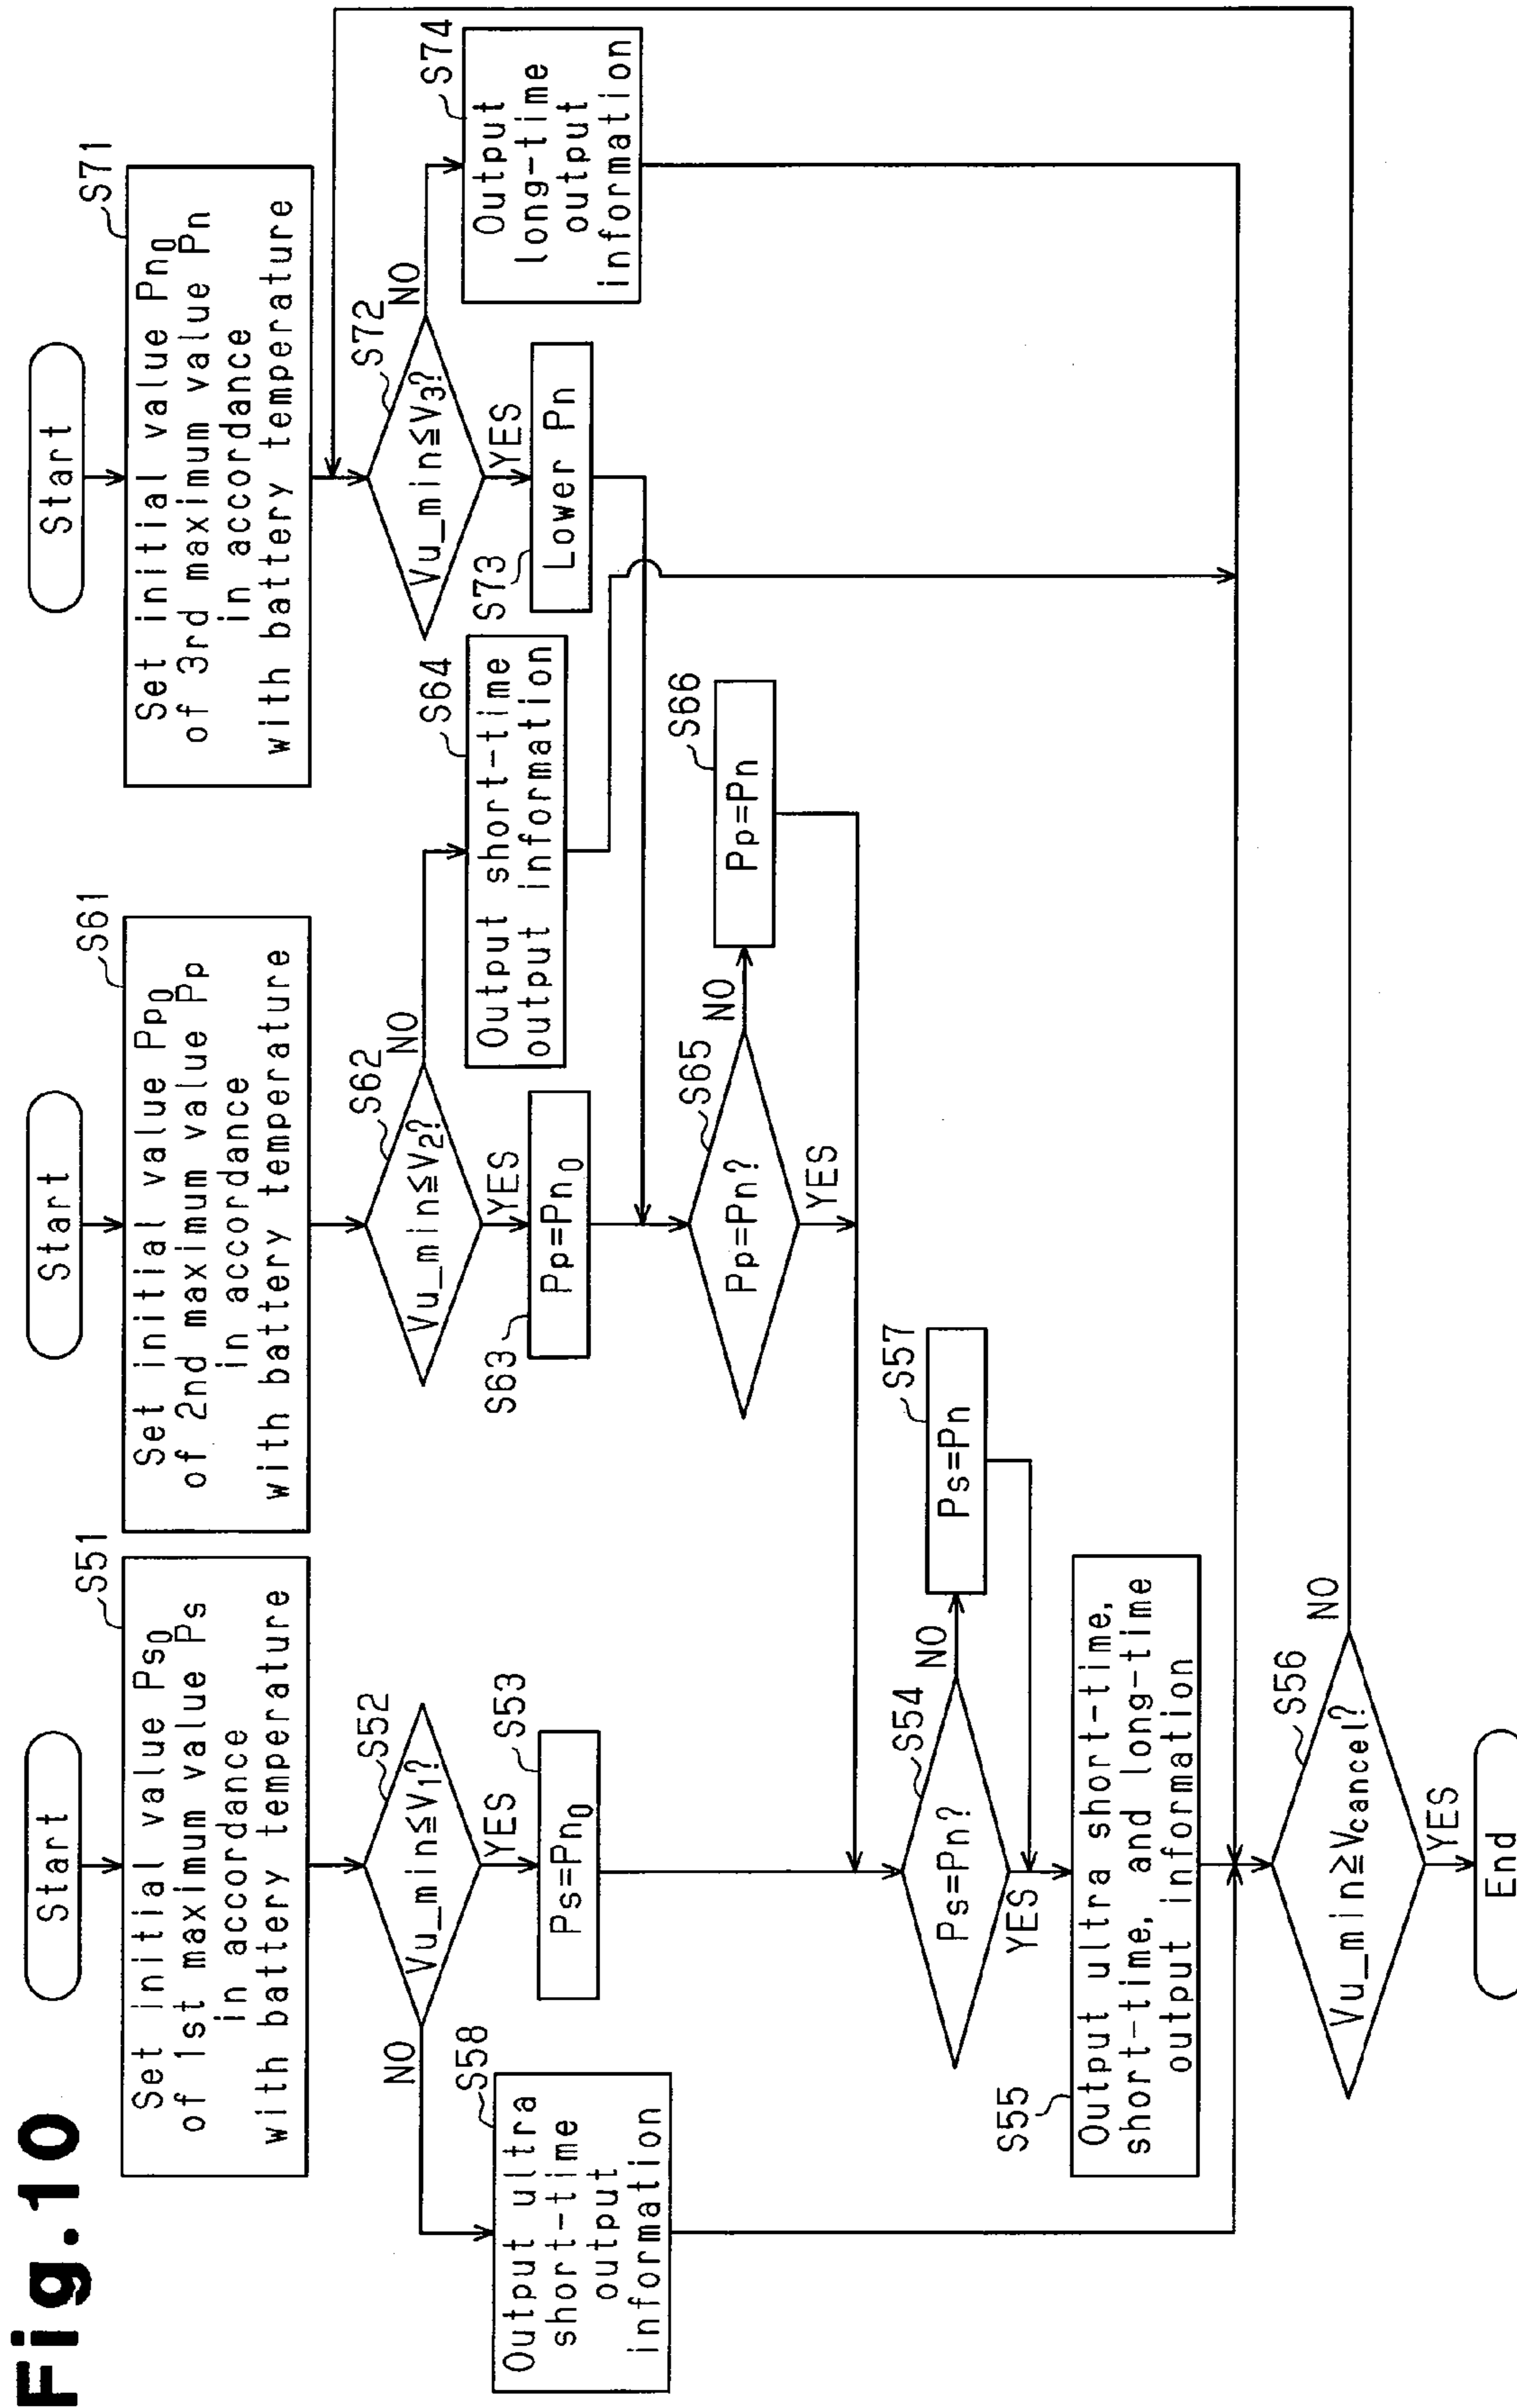 Fig.10
Start
S51
Set initial value Ps0
of 1st maximum value Ps
in accordance
with battery temperature
S52
Vu_min≦V1?
NO
YES
S53
Ps=Pn0
S58
Output ultra
short-time
output
information
S54
Ps=Pn?
NO
YES
S57
Ps=Pn
S55
Output ultra short-time,
short-time, and long-time
output information
S56
Vu_min≧Vcancel?
NO
YES
End
Start
S61
Set initial value Pp0
of 2nd maximum value Pp
in accordance
with battery temperature
S62
Vu_min≦V2?
NO
YES
S63
Pp=Pn0
S64
Output short-time
output information
S65
Pp=Pn?
NO
YES
S66
Pp=Pn
Start
S71
Set initial value Pn0
of 3rd maximum value Pn
in accordance
with battery temperature
S72
Vu_min≦V3?
NO
YES
S73
Lower Pn
S74
Output
long-time
output
information